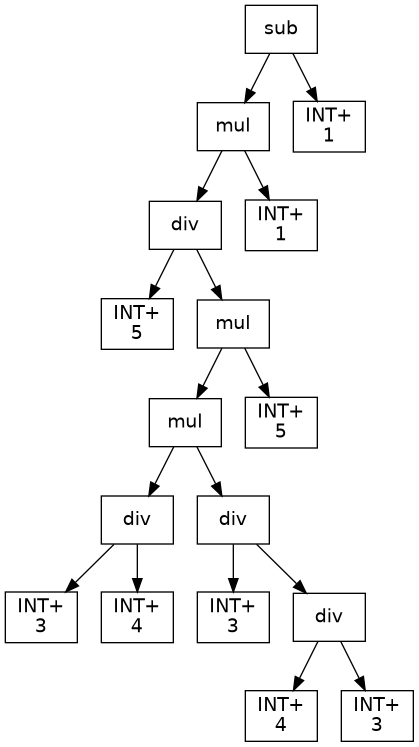 sub
mul
INT+
1
div
INT+
1
INT+
5
mul
mul
INT+
5
div
div
INT+
3
INT+
4
INT+
3
div
INT+
4
INT+
3